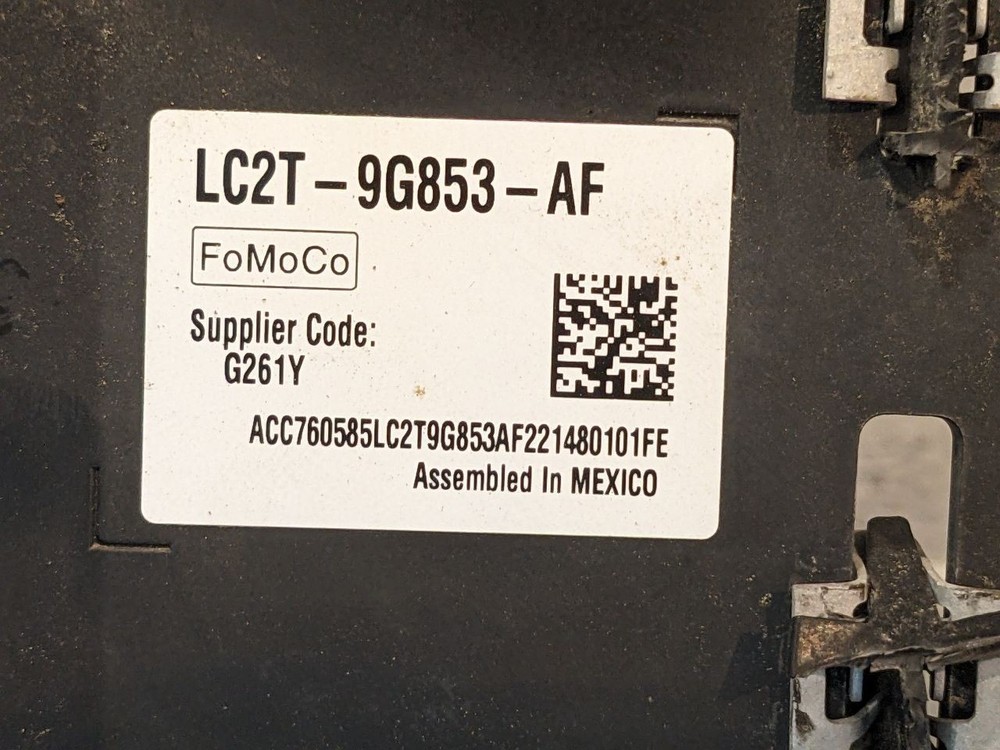 LC2T-9G853-AF
FoMoCo
Supplier Code:
G261Y
ACC760585LC2T9G853AF221480101FE
Assembled In MEXICO